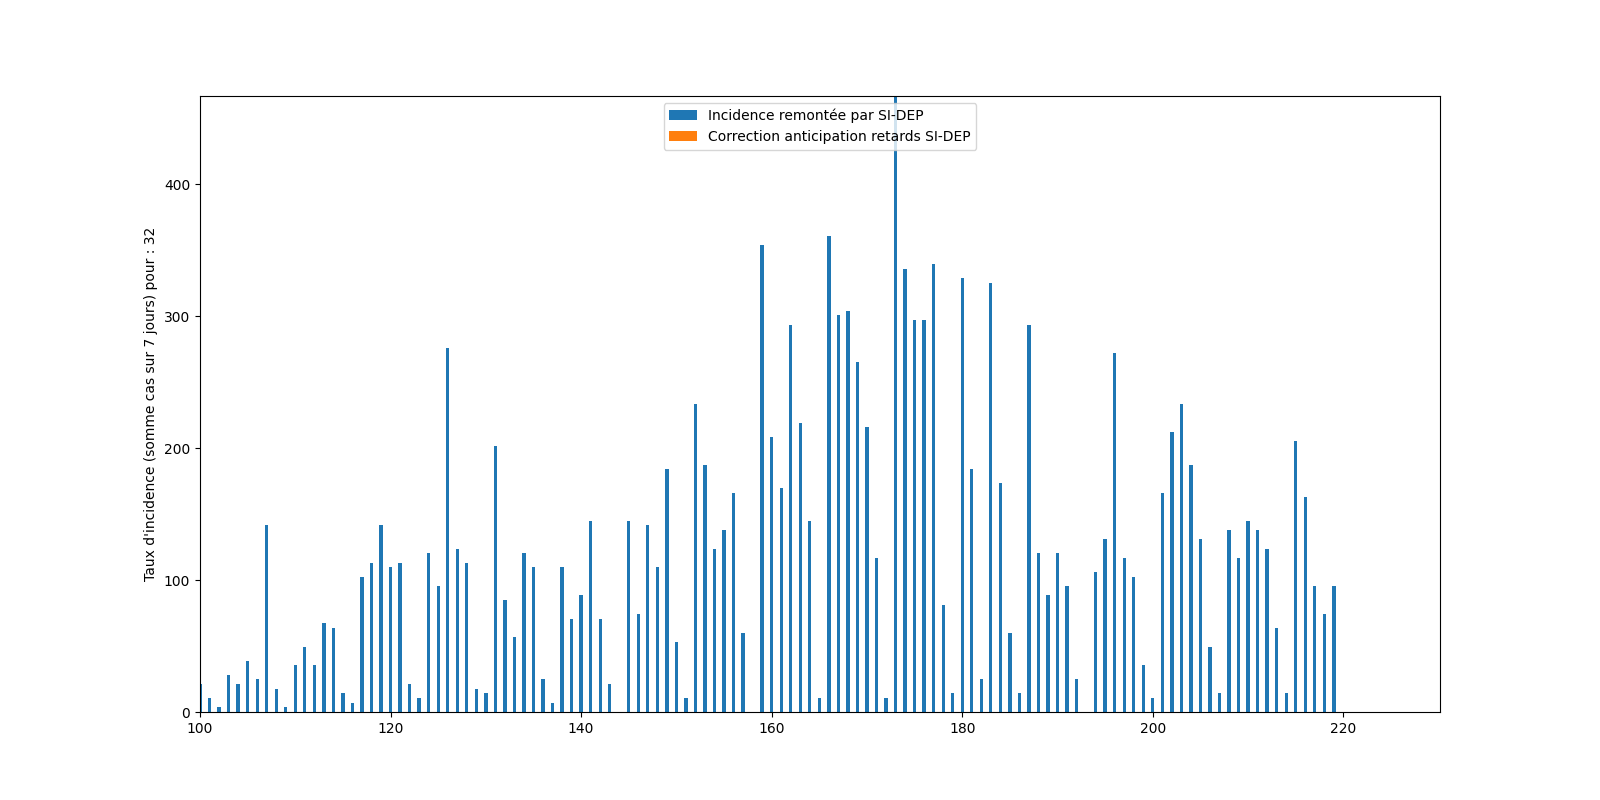 Incidence remontée par SI-DEP
Correction anticipation retards SI-DEP
Taux d'incidence (somme cas sur 7 jours) pour : 32
400
300
200
100
0
100 120 140 160 180 200 220